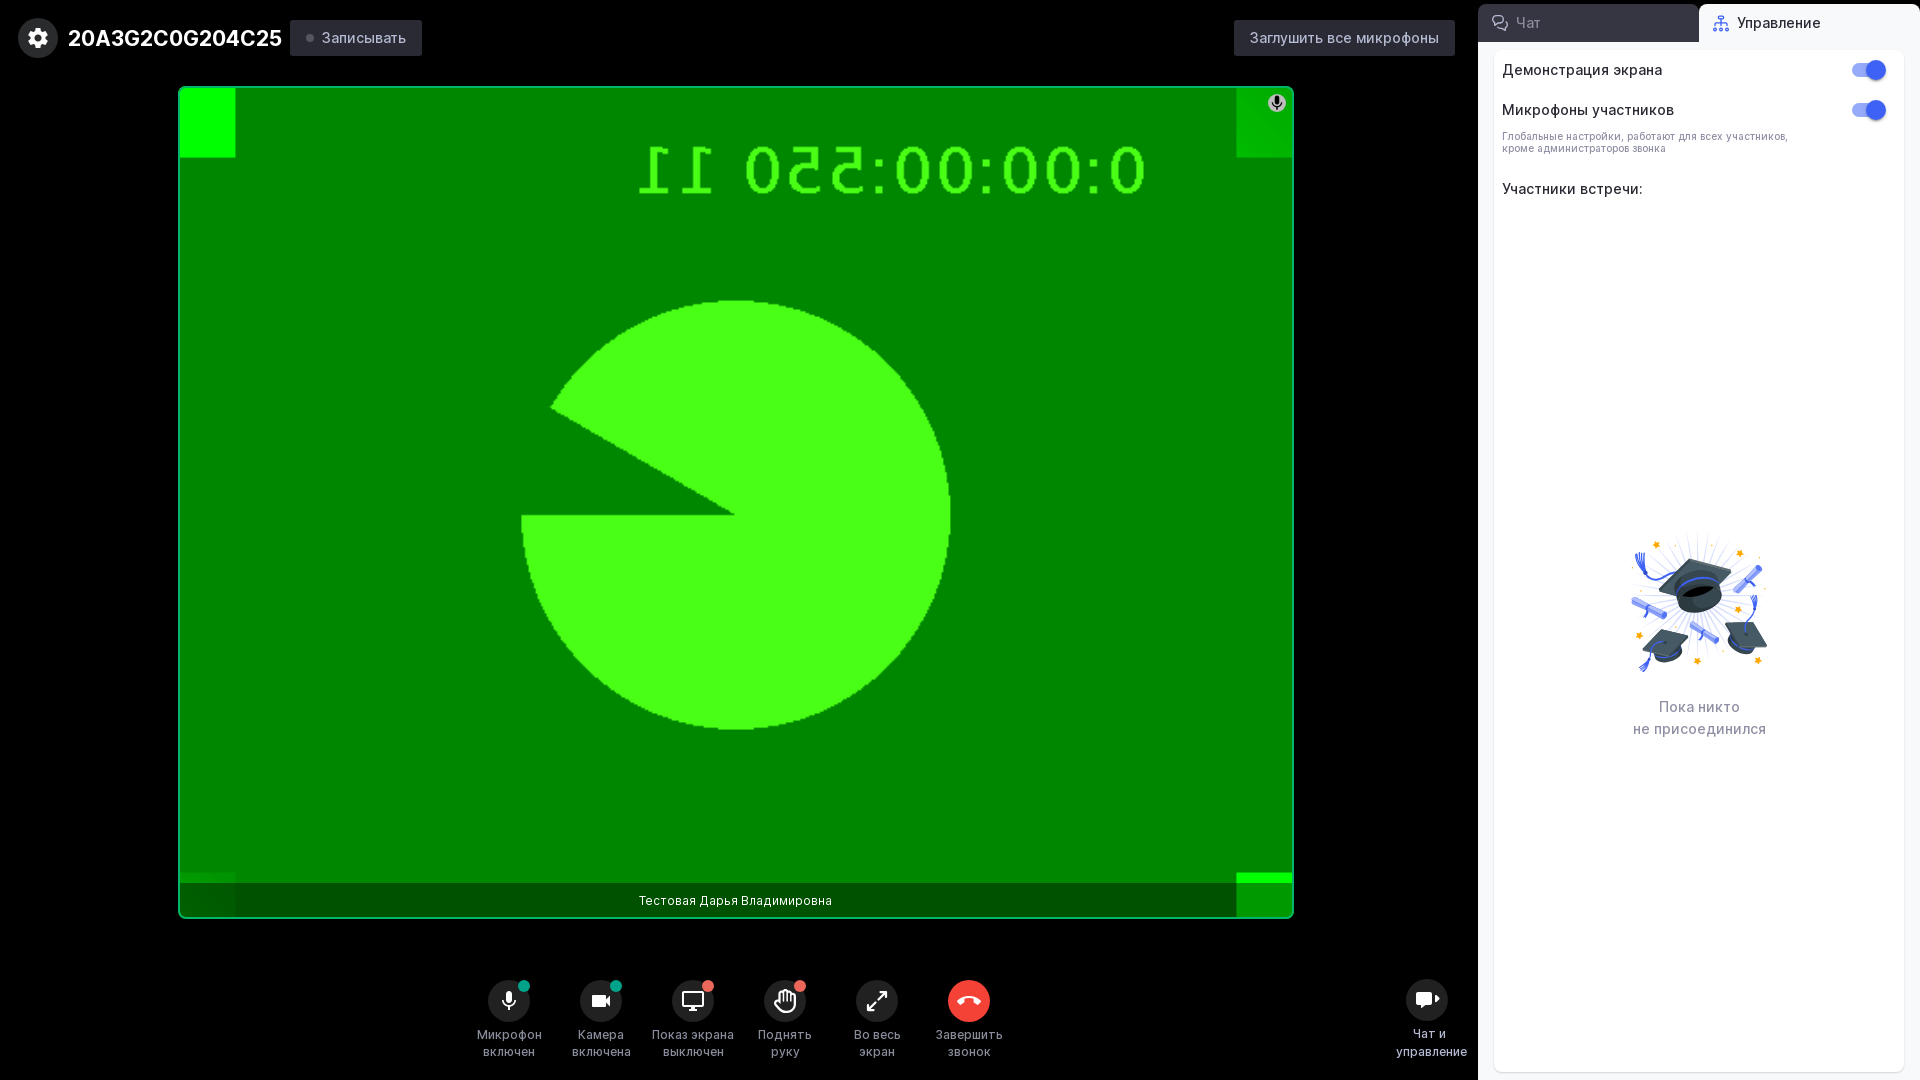 20A3G2C0G204C25
Записывать
Заглушить все микрофоны
Чат
Управление
Демонстрация экрана
Микрофоны участников
Глобальные настройки, работают для всех участников,
кроме администраторов звонка
Участники встречи:
Пока никто
не присоединился
0:00:00:550 11
Тестовая Дарья Владимировна
Микрофон
включен
Камера
включена
Показ экрана
выключен
Поднять
руку
Во весь
экран
Завершить
звонок
Чат и
управление